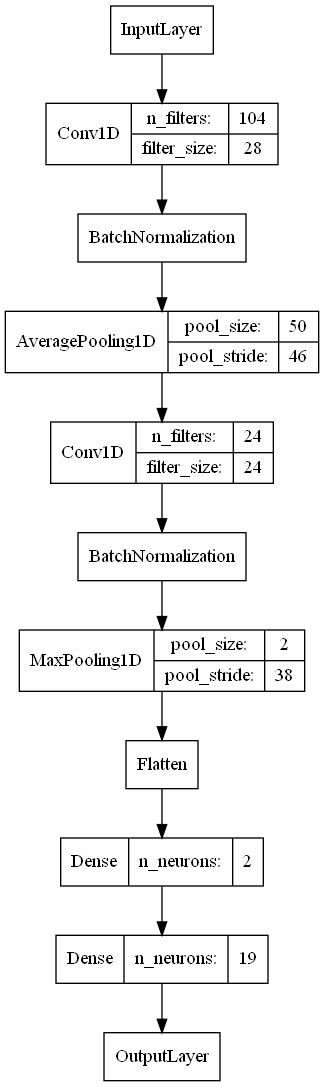 InputLayer
Conv1D
n_filters: 104
filter_size: 28
BatchNormalization
AveragePooling1D
pool_size: 50
pool_stride: 46
Conv1D
n_filters: 24
filter_size: 24
BatchNormalization
MaxPooling1D
pool_size: 2
pool_stride: 38
Flatten
Dense n_neurons: 2
Dense n_neurons: 19
OutputLayer